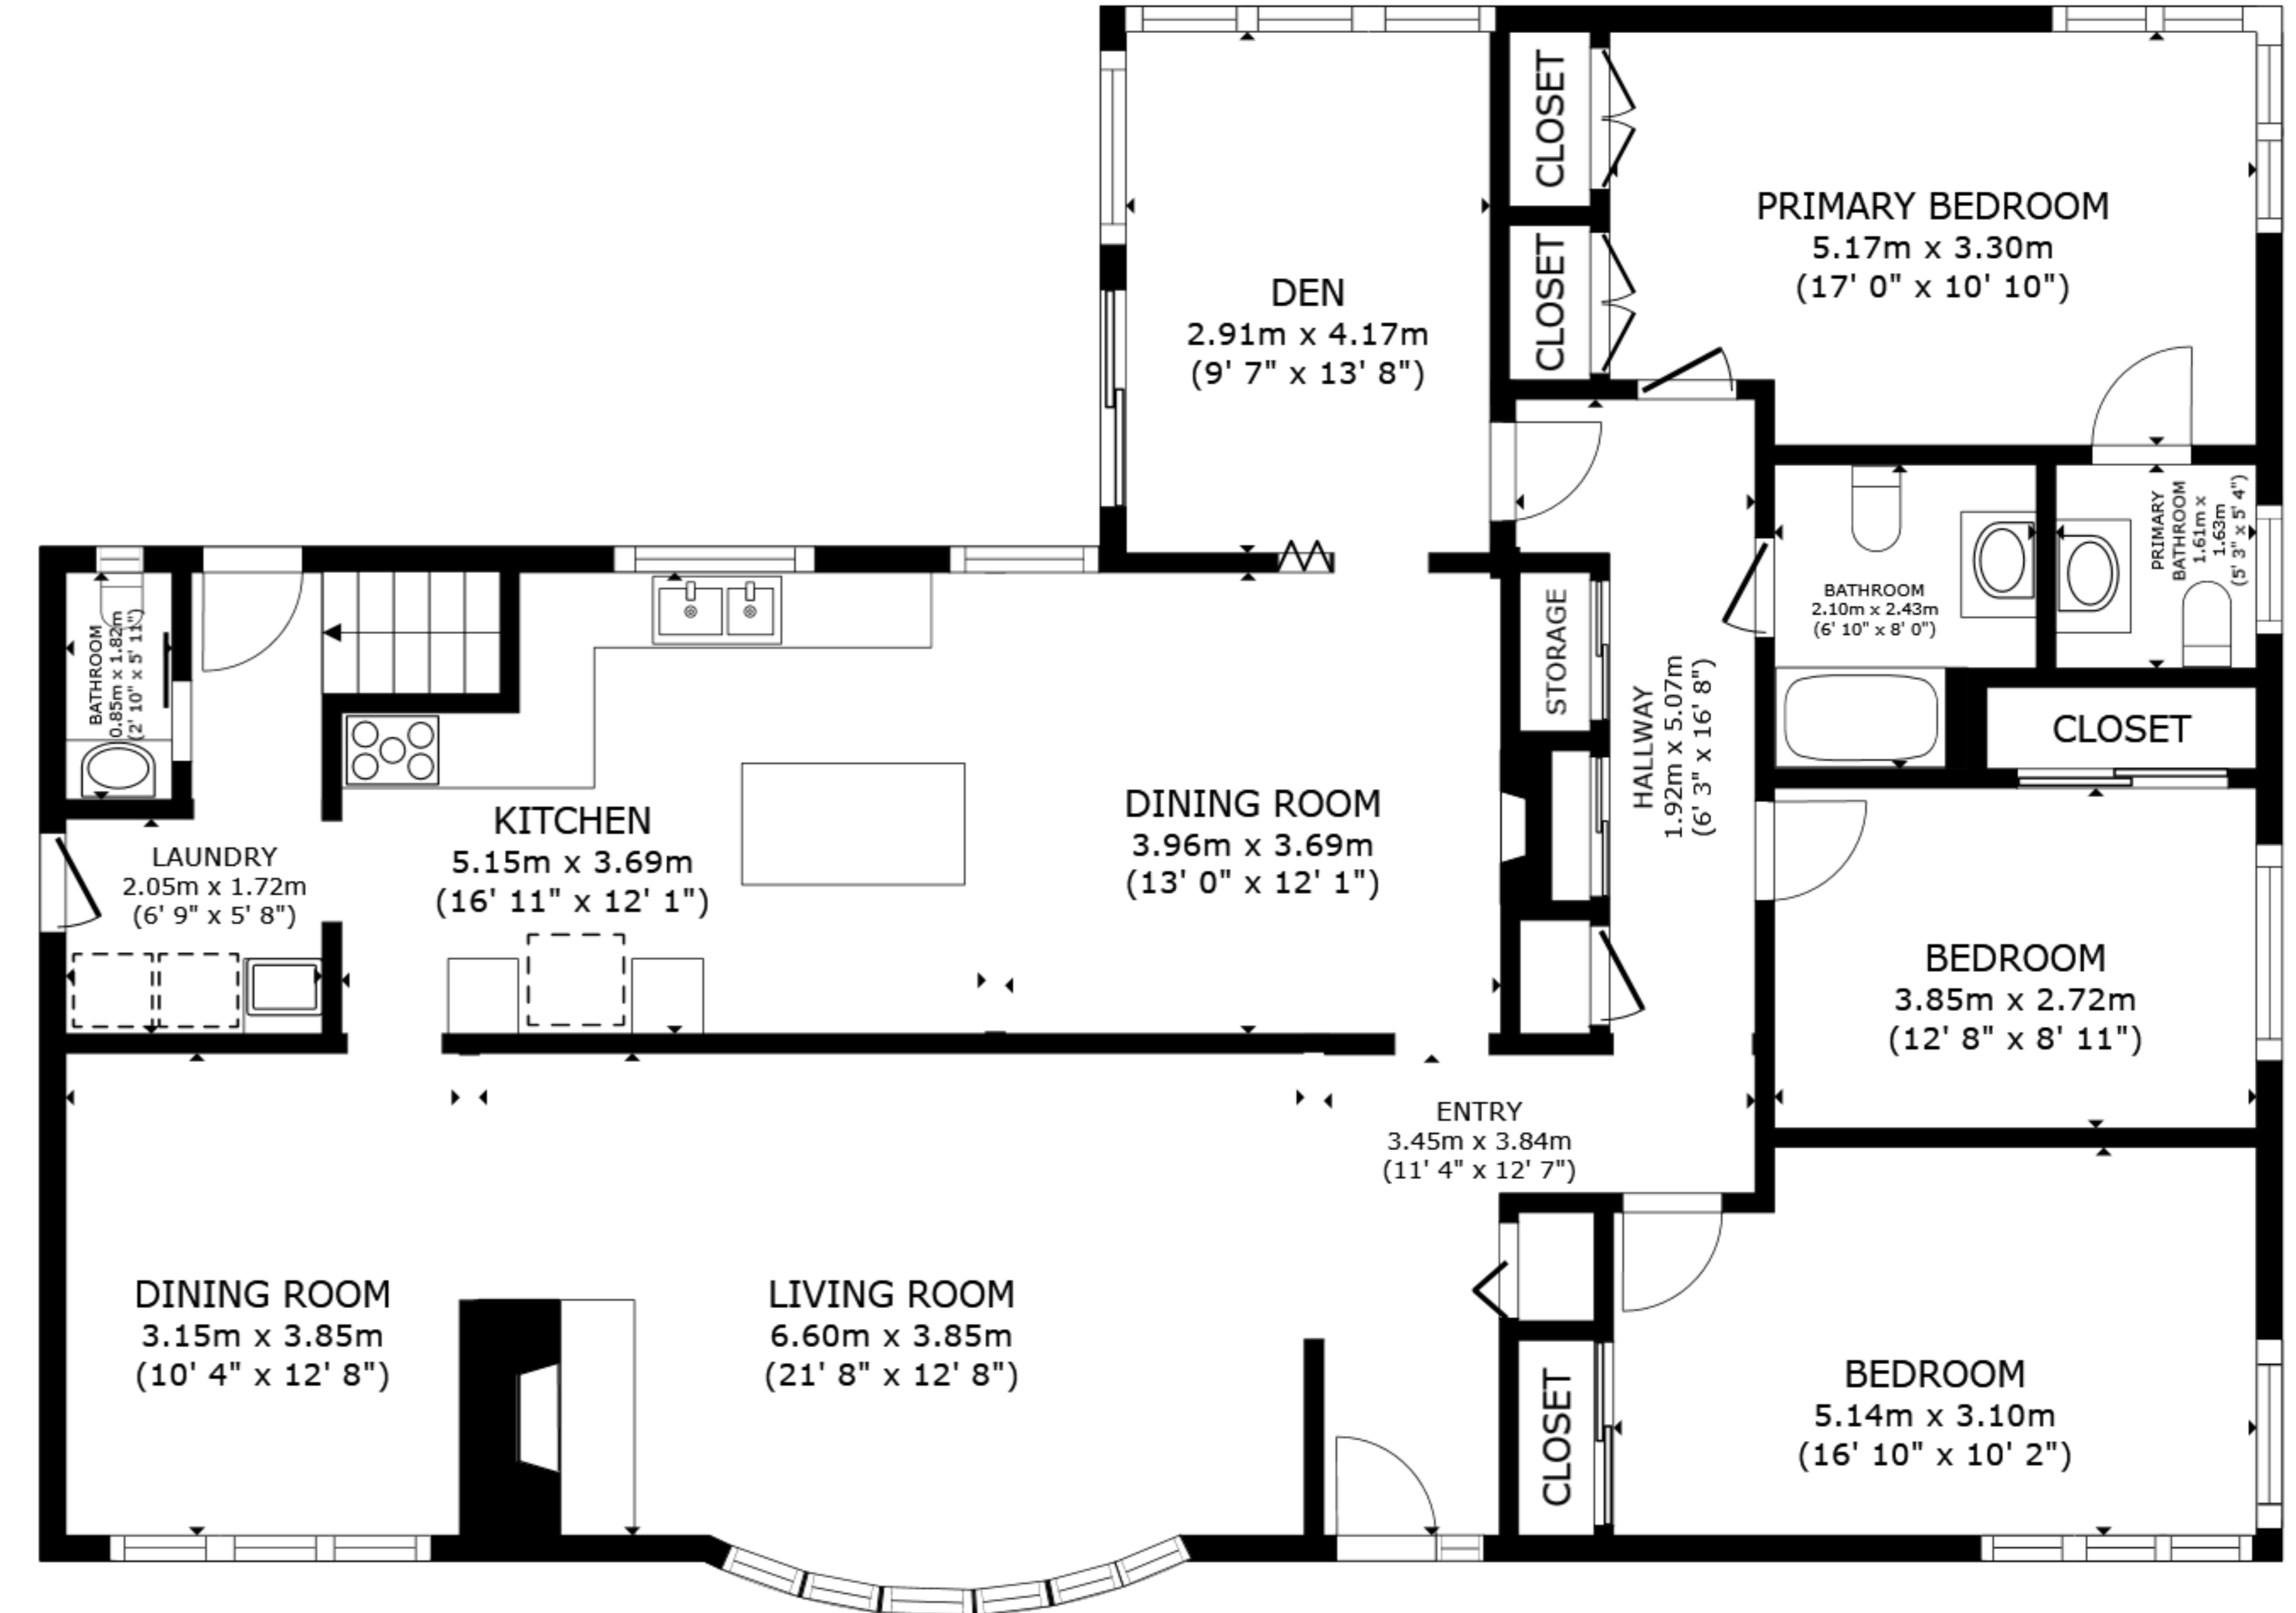 CLOSET
PRIMARY BEDROOM
5.17m x 3.30m
(17' 0" x 10' 10")
CLOSET
DEN
2.91m x 4.17m
(9' 7" x 13' 8")
PRIMARY
BATHROOM
1.61m x
1.63m
(5' 3" x 5' 4")
BATHROOM
2.10m x 2.43m
(6' 10" x 8' 0")
BATHROOM
0.85m x 1.82m
(2' 10" x 5' 11")
STORAGE
HALLWAY
1.92m x 5.07m
(6' 3" x 16' 8")
CLOSET
KITCHEN
5.15m x 3.69m
(16' 11" x 12' 1")
DINING ROOM
3.96m x 3.69m
(13' 0" x 12' 1")
LAUNDRY
2.05m x 1.72m
(6' 9" x 5' 8")
BEDROOM
3.85m x 2.72m
(12' 8" x 8' 11")
ENTRY
3.45m x 3.84m
(11' 4" x 12' 7")
DINING ROOM
3.15m x 3.85m
(10' 4" x 12' 8")
LIVING ROOM
6.60m x 3.85m
(21' 8" x 12' 8")
CLOSET
BEDROOM
5.14m x 3.10m
(16' 10" x 10' 2")